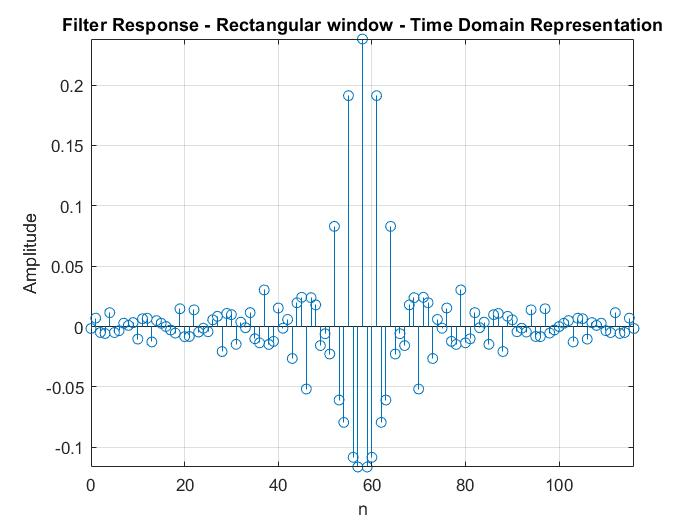 Filter Response - Rectangular window - Time Domain Representation
0.2
0.15
0.1
0.05
0
-0.05
-0.1
Amplitude
0 20 40 60 80 100
n